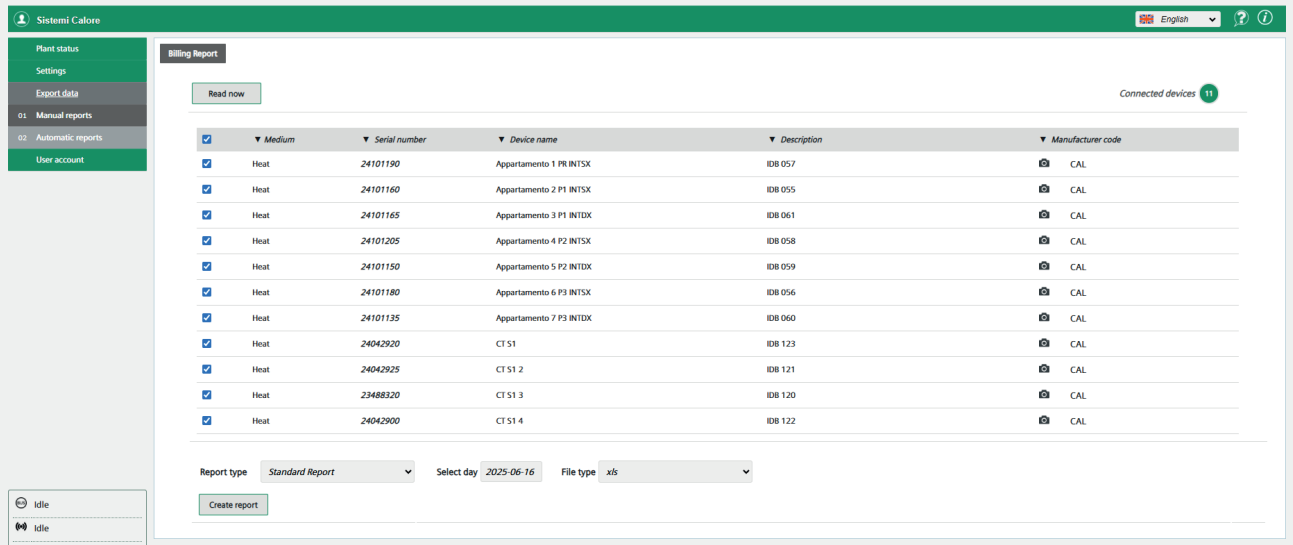 Sistemi Calore English ? i
Plant status
Settings
Export data
01 Manual reports
02 Automatic reports
User account
Billing Report
Read now Connected devices 11
▼ Medium ▼ Serial number ▼ Device name ▼ Description ▼ Manufacturer code
Heat 24101190 Appartamento 1 PR INTSX IDB 057 CAL
Heat 24101160 Appartamento 2 P1 INTSX IDB 055 CAL
Heat 24101165 Appartamento 3 P1 INTDX IDB 061 CAL
Heat 24101205 Appartamento 4 P2 INTSX IDB 058 CAL
Heat 24101150 Appartamento 5 P2 INTDX IDB 059 CAL
Heat 24101180 Appartamento 6 P3 INTSX IDB 056 CAL
Heat 24101135 Appartamento 7 P3 INTDX IDB 060 CAL
Heat 24042920 CT S1 IDB 123 CAL
Heat 24042925 CT S1 2 IDB 121 CAL
Heat 23488320 CT S1 3 IDB 120 CAL
Heat 24042900 CT S1 4 IDB 122 CAL
Report type Standard Report Select day 2025-06-16 File type xls
Create report
Idle
Idle